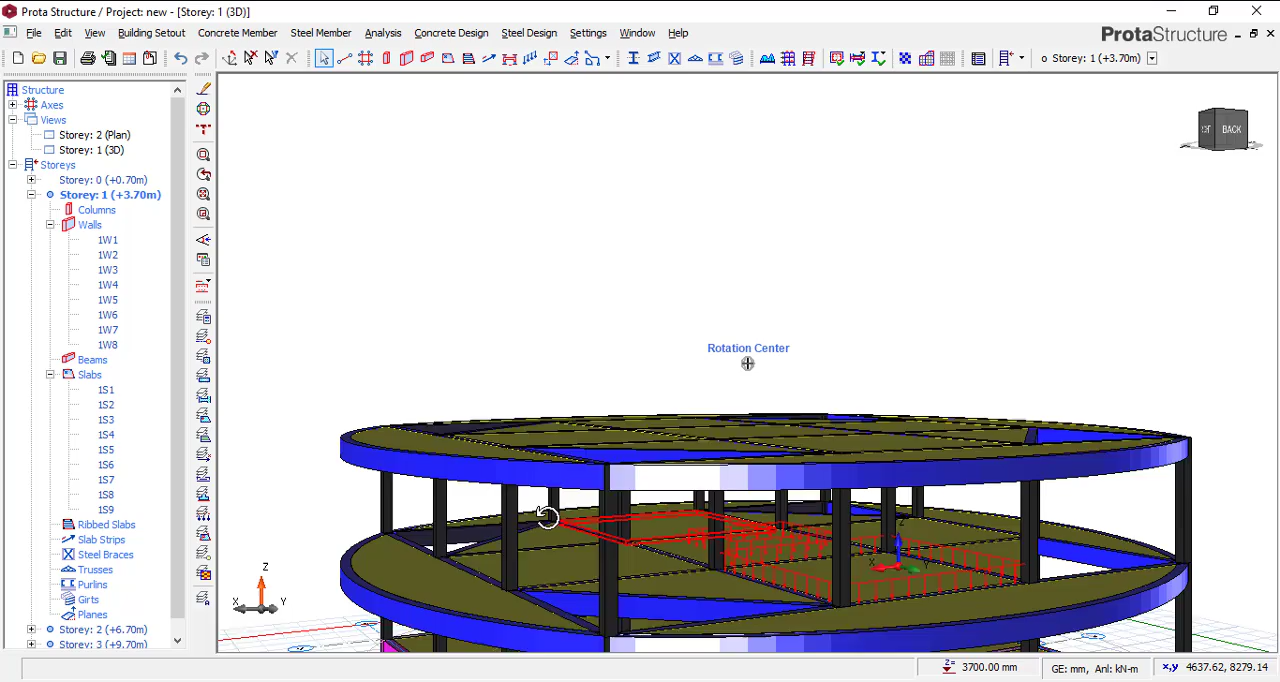 Prota Structure / Project: new - [Storey: 1 (3D)]
File Edit View Building Setout Concrete Member Steel Member Analysis Concrete Design Steel Design Settings Window Help
ProtaStructure
Storey: 1 (+3.70m)
Structure
Axes
Views
Storey: 2 (Plan)
Storey: 1 (3D)
Storeys
Storey: 0 (+0.70m)
Storey: 1 (+3.70m)
Columns
Walls
1W1
1W2
1W3
1W4
1W5
1W6
1W7
1W8
Beams
Slabs
1S1
1S2
1S3
1S4
1S5
1S6
1S7
1S8
1S9
Ribbed Slabs
Slab Strips
Steel Braces
Trusses
Purlins
Girts
Planes
Storey: 2 (+6.70m)
Storey: 3 (+9.70m)
BACK
Rotation Center
Z
X
Y
Z
X
Y
3700.00 mm
GE: mm, Anl: kN-m
x,y 4637.62, 8279.14